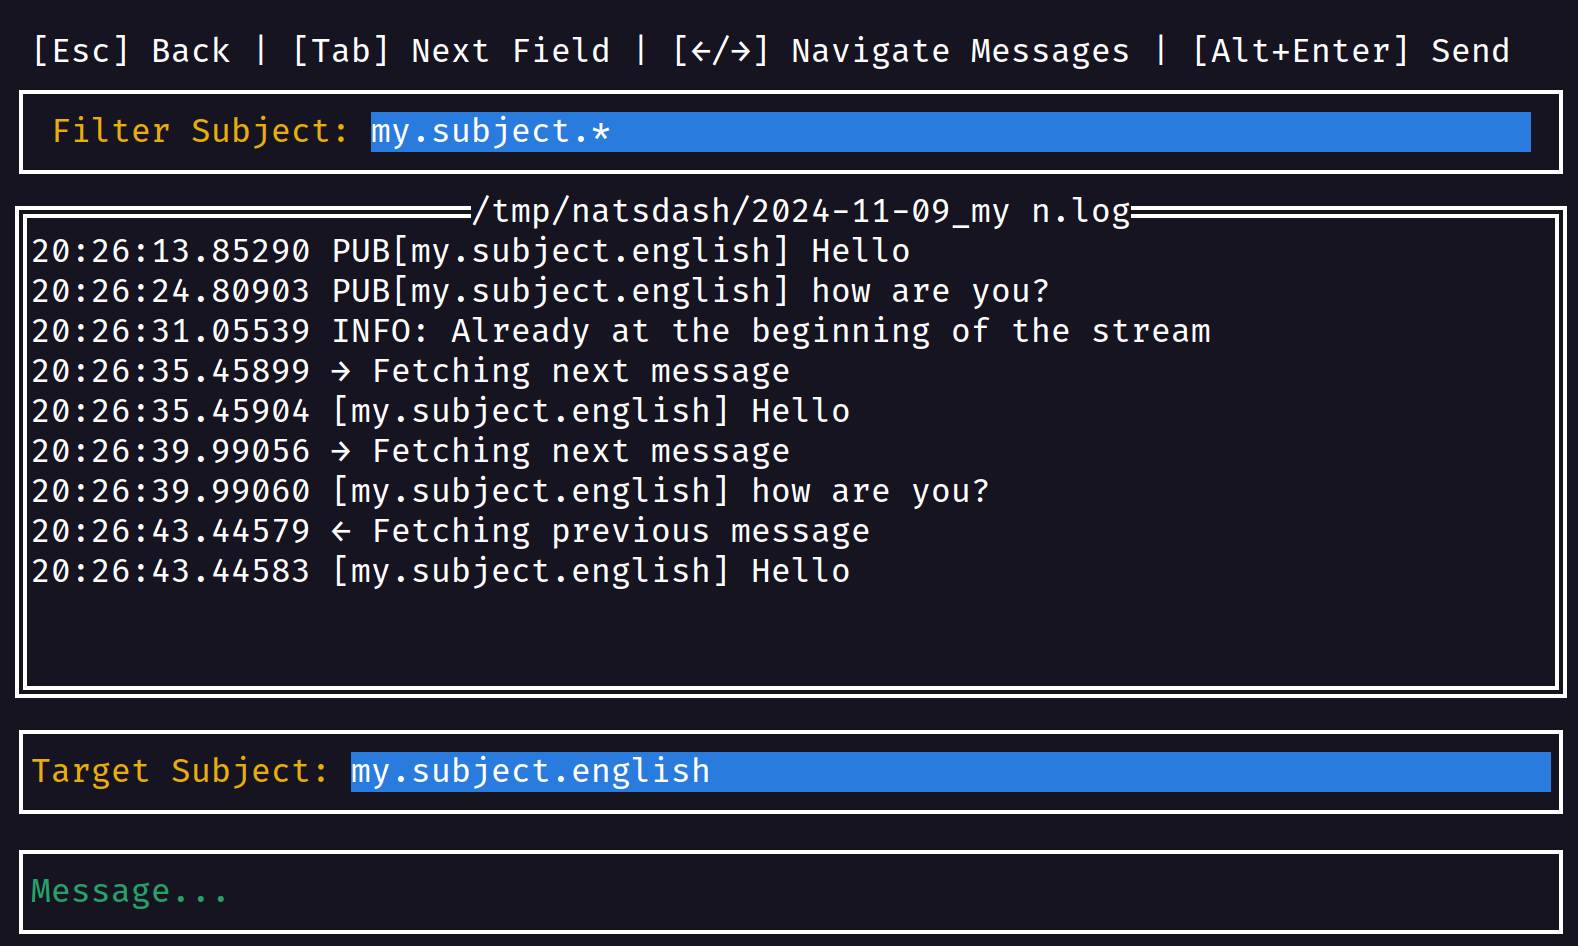 [Esc] Back | [Tab] Next Field | [←/→] Navigate Messages | [Alt+Enter] Send
Filter Subject: my.subject.*
/tmp/natsdash/2024-11-09_my n.log
20:26:13.85290 PUB[my.subject.english] Hello
20:26:24.80903 PUB[my.subject.english] how are you?
20:26:31.05539 INFO: Already at the beginning of the stream
20:26:35.45899 → Fetching next message
20:26:35.45904 [my.subject.english] Hello
20:26:39.99056 → Fetching next message
20:26:39.99060 [my.subject.english] how are you?
20:26:43.44579 ← Fetching previous message
20:26:43.44583 [my.subject.english] Hello
Target Subject: my.subject.english
Message...